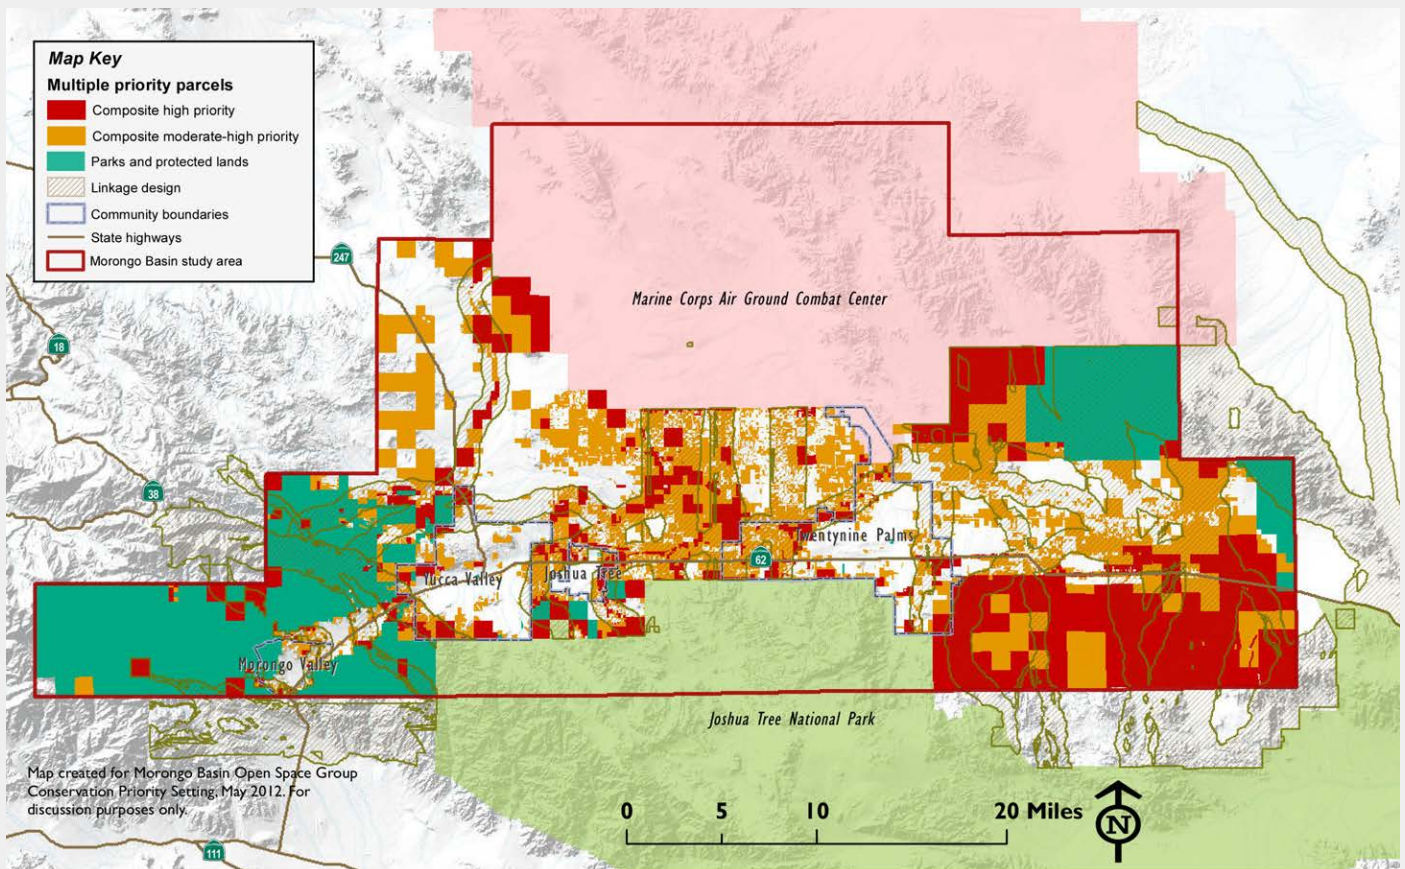 Map Key
Multiple priority parcels
Composite high priority
Composite moderate-high priority
Parks and protected lands
Linkage design
Community boundaries
State highways
Morongo Basin study area
247
18
38
62
111
Marine Corps Air Ground Combat Center
Twentynine Palms
Yucca Valley
Joshua Tree
Morongo Valley
Joshua Tree National Park
Map created for Morongo Basin Open Space Group
Conservation Priority Setting, May 2012. For
discussion purposes only.
0 5 10 20 Miles
N